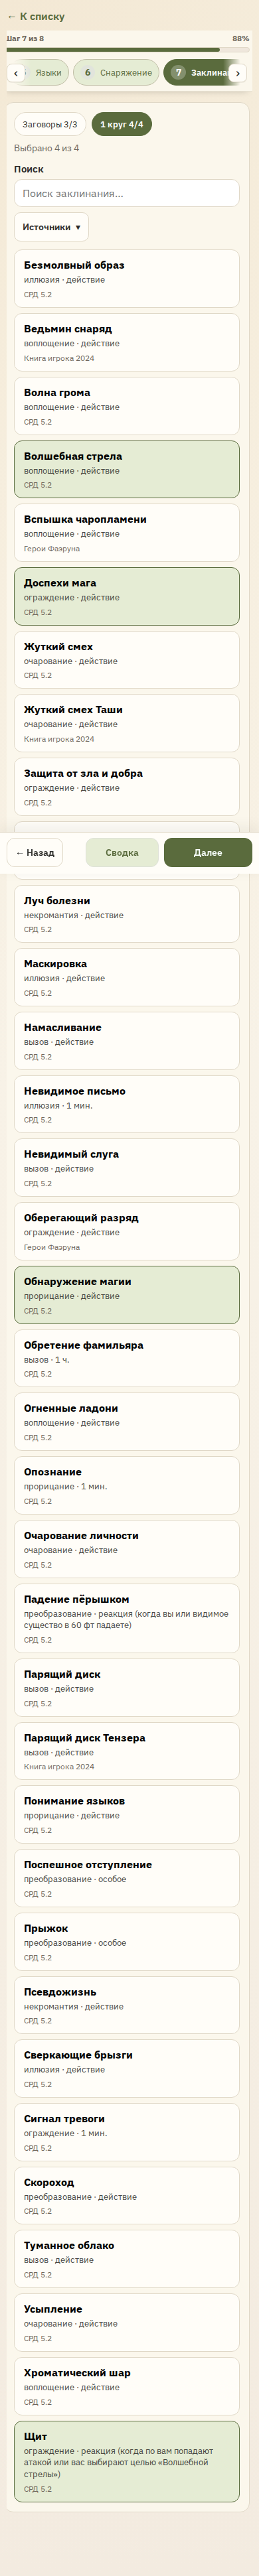 ← К списку
Шаг 7 из 8
88%
‹
Языки
6 Снаряжение
7 Заклина
›
Заговоры 3/3
1 круг 4/4
Выбрано 4 из 4
Поиск
Поиск заклинания...
Источники ▾
Безмолвный образ
иллюзия · действие
СРД 5.2
Ведьмин снаряд
воплощение · действие
Книга игрока 2024
Волна грома
воплощение · действие
СРД 5.2
Волшебная стрела
воплощение · действие
СРД 5.2
Вспышка чаропламени
воплощение · действие
Герои Фаэруна
Доспехи мага
ограждение · действие
СРД 5.2
Жуткий смех
очарование · действие
СРД 5.2
Жуткий смех Таши
очарование · действие
Книга игрока 2024
Защита от зла и добра
ограждение · действие
СРД 5.2
← Назад
Сводка
Далее
Луч болезни
некромантия · действие
СРД 5.2
Маскировка
иллюзия · действие
СРД 5.2
Намасливание
вызов · действие
СРД 5.2
Невидимое письмо
иллюзия · 1 мин.
СРД 5.2
Невидимый слуга
вызов · действие
СРД 5.2
Оберегающий разряд
ограждение · действие
Герои Фаэруна
Обнаружение магии
прорицание · действие
СРД 5.2
Обретение фамильяра
вызов · 1 ч.
СРД 5.2
Огненные ладони
воплощение · действие
СРД 5.2
Опознание
прорицание · 1 мин.
СРД 5.2
Очарование личности
очарование · действие
СРД 5.2
Падение пёрышком
преобразование · реакция (когда вы или видимое
существо в 60 фт падаете)
СРД 5.2
Парящий диск
вызов · действие
СРД 5.2
Парящий диск Тензера
вызов · действие
Книга игрока 2024
Понимание языков
прорицание · действие
СРД 5.2
Поспешное отступление
преобразование · особое
СРД 5.2
Прыжок
преобразование · особое
СРД 5.2
Псевдожизнь
некромантия · действие
СРД 5.2
Сверкающие брызги
иллюзия · действие
СРД 5.2
Сигнал тревоги
ограждение · 1 мин.
СРД 5.2
Скороход
преобразование · действие
СРД 5.2
Туманное облако
вызов · действие
СРД 5.2
Усыпление
очарование · действие
СРД 5.2
Хроматический шар
воплощение · действие
СРД 5.2
Щит
ограждение · реакция (когда по вам попадают
атакой или вас выбирают целью «Волшебной
стрелы»)
СРД 5.2